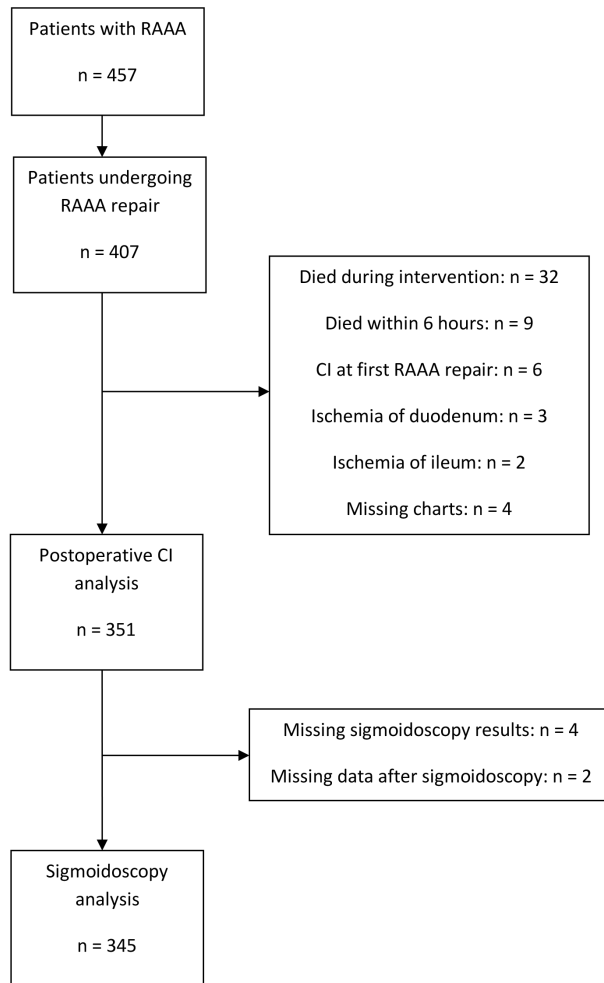 Patients with RAAA
n = 457
Patients undergoing
RAAA repair
n = 407
Died during intervention: n = 32
Died within 6 hours: n = 9
CI at first RAAA repair: n = 6
Ischemia of duodenum: n = 3
Ischemia of ileum: n = 2
Missing charts: n = 4
Postoperative CI
analysis
n = 351
Missing sigmoidoscopy results: n = 4
Missing data after sigmoidoscopy: n = 2
Sigmoidoscopy
analysis
n = 345